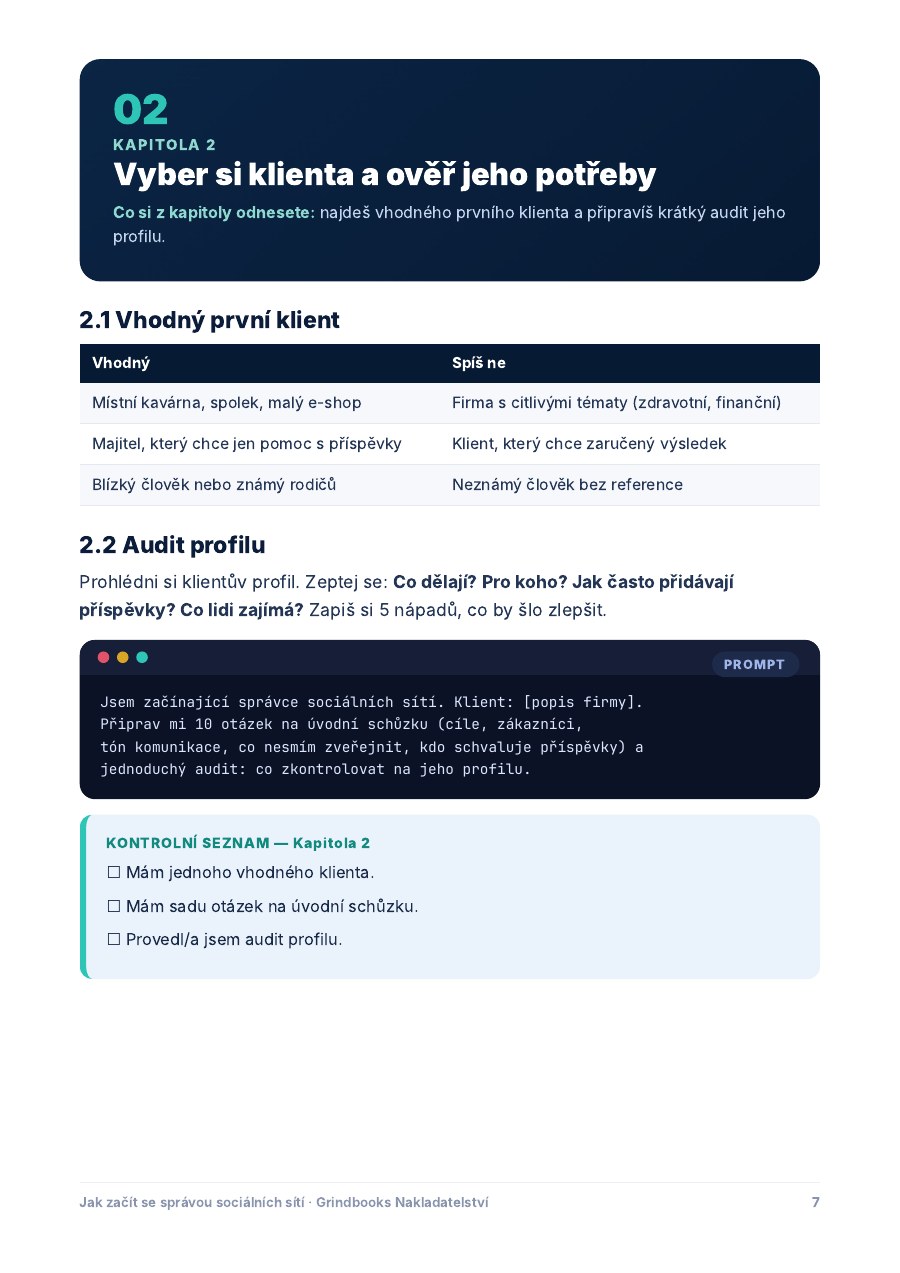 02
KAPITOLA 2
Vyber si klienta a ověř jeho potřeby
Co si z kapitoly odnesete: najdeš vhodného prvního klienta a připravíš krátký audit jeho
profilu.
2.1 Vhodný první klient
Vhodný Spíš ne
Místní kavárna, spolek, malý e-shop Firma s citlivými tématy (zdravotní, finanční)
Majitel, který chce jen pomoc s příspěvky Klient, který chce zaručený výsledek
Blízký člověk nebo známý rodičů Neznámý člověk bez reference
2.2 Audit profilu
Prohlédni si klientův profil. Zeptej se: Co dělají? Pro koho? Jak často přidávají
příspěvky? Co lidi zajímá? Zapiš si 5 nápadů, co by šlo zlepšit.
PROMPT
Jsem začínající správce sociálních sítí. Klient: [popis firmy].
Připrav mi 10 otázek na úvodní schůzku (cíle, zákazníci,
tón komunikace, co nesmím zveřejnit, kdo schvaluje příspěvky) a
jednoduchý audit: co zkontrolovat na jeho profilu.
KONTROLNÍ SEZNAM — Kapitola 2
☐ Mám jednoho vhodného klienta.
☐ Mám sadu otázek na úvodní schůzku.
☐ Provedl/a jsem audit profilu.
Jak začít se správou sociálních sítí · Grindbooks Nakladatelství 7